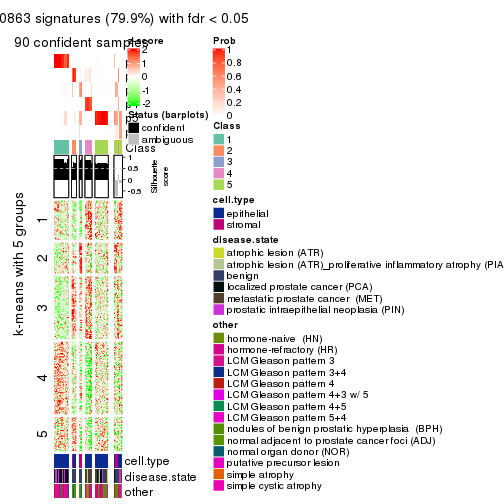 0863 signatures (79.9%) with fdr < 0.05
90 confident samples
z-score
2
1
0
-1
-2
Status (barplots)
confident
ambiguous
Class
1
0.5
0
-0.5
Silhouette
score
k-means with 5 groups
1
2
3
4
5
cell.type
disease.state
other
Prob
1
0.8
0.6
0.4
0.2
0
Class
1
2
3
4
5
cell.type
epithelial
stromal
disease.state
atrophic lesion (ATR)
atrophic lesion (ATR)_proliferative inflammatory atrophy (PIA
benign
localized prostate cancer (PCA)
metastatic prostate cancer (MET)
prostatic intraepithelial neoplasia (PIN)
other
hormone-naive (HN)
hormone-refractory (HR)
LCM Gleason pattern 3
LCM Gleason pattern 3+4
LCM Gleason pattern 4
LCM Gleason pattern 4+3 w/ 5
LCM Gleason pattern 4+5
LCM Gleason pattern 5+4
nodules of benign prostatic hyperplasia (BPH)
normal adjacent to prostate cancer foci (ADJ)
normal organ donor (NOR)
putative precursor lesion
simple atrophy
simple cystic atrophy